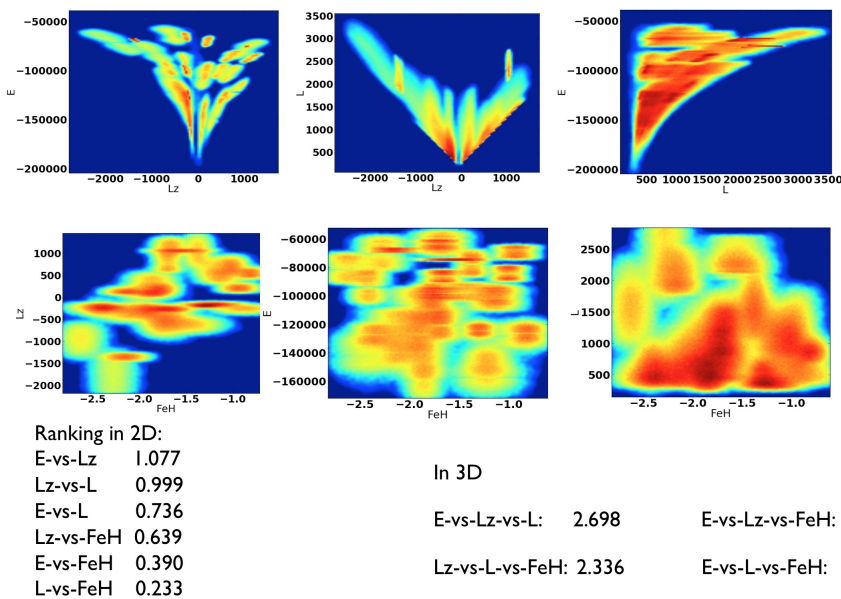 −50000
−100000
−150000
−200000
E
−2000 −1000 0 1000
Lz
3500
3000
2500
2000
1500
1000
500
L
−2000 −1000 0 1000
Lz
−50000
−100000
−150000
−200000
E
500 1000 1500 2000 2500 3000 3500
L
1000
500
0
−500
−1000
−1500
−2000
Lz
−2.5 −2.0 −1.5 −1.0
FeH
−60000
−80000
−100000
−120000
−140000
−160000
E
−2.5 −2.0 −1.5 −1.0
FeH
2500
2000
1500
1000
500
L
−2.5 −2.0 −1.5 −1.0
FeH
Ranking in 2D:
E-vs-Lz 1.077
Lz-vs-L 0.999
E-vs-L 0.736
Lz-vs-FeH 0.639
E-vs-FeH 0.390
L-vs-FeH 0.233
In 3D
E-vs-Lz-vs-L: 2.698 E-vs-Lz-vs-FeH:
Lz-vs-L-vs-FeH: 2.336 E-vs-L-vs-FeH: